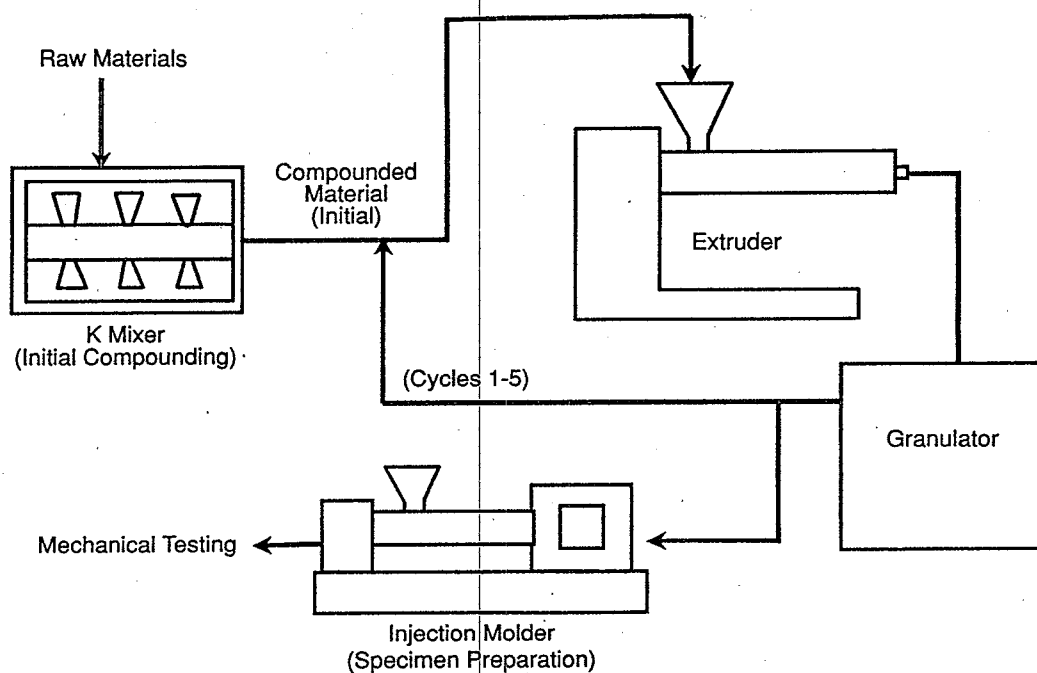 Raw Materials
Compounded
Material
(Initial)
Extruder
K Mixer
(Initial Compounding)
(Cycles 1-5)
Granulator
Mechanical Testing
Injection Molder
(Specimen Preparation)